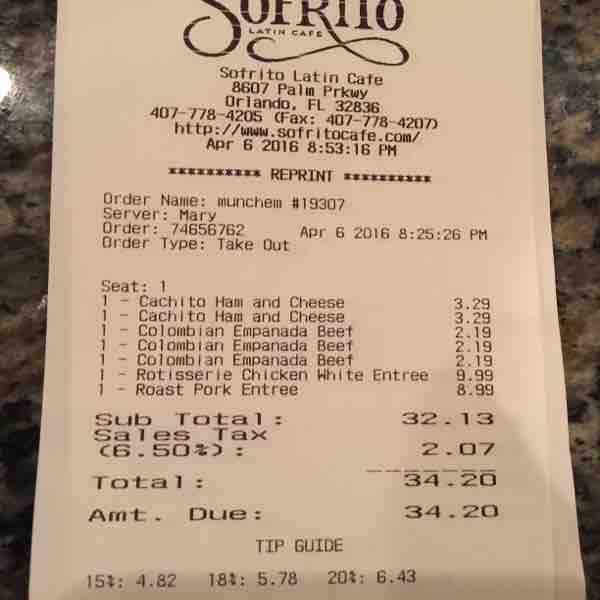 SOFRITO
LATIN CAFE
Sofrito Latin Cafe
8607 Palm Prkwy
Orlando, FL 32836
407-778-4205 (Fax: 407-778-4207)
http://www.sofritocafe.com/
Apr 6 2016 8:53:16 PM
********** REPRINT **********
Order Name: munchem #19307
Server: Mary
Order: 74656762 Apr 6 2016 8:25:26 PM
Order Type: Take Out
Seat: 1
1 - Cachito Ham and Cheese 3.29
1 - Cachito Ham and Cheese 3.29
1 - Colombian Empanada Beef 2.19
1 - Colombian Empanada Beef 2.19
1 - Colombian Empanada Beef 2.19
1 - Rotisserie Chicken White Entree 9.99
1 - Roast Pork Entree 8.99
Sub Total: 32.13
Sales Tax
(6.50%): 2.07
Total: 34.20
Amt. Due: 34.20
TIP GUIDE
15%: 4.82 18%: 5.78 20%: 6.43